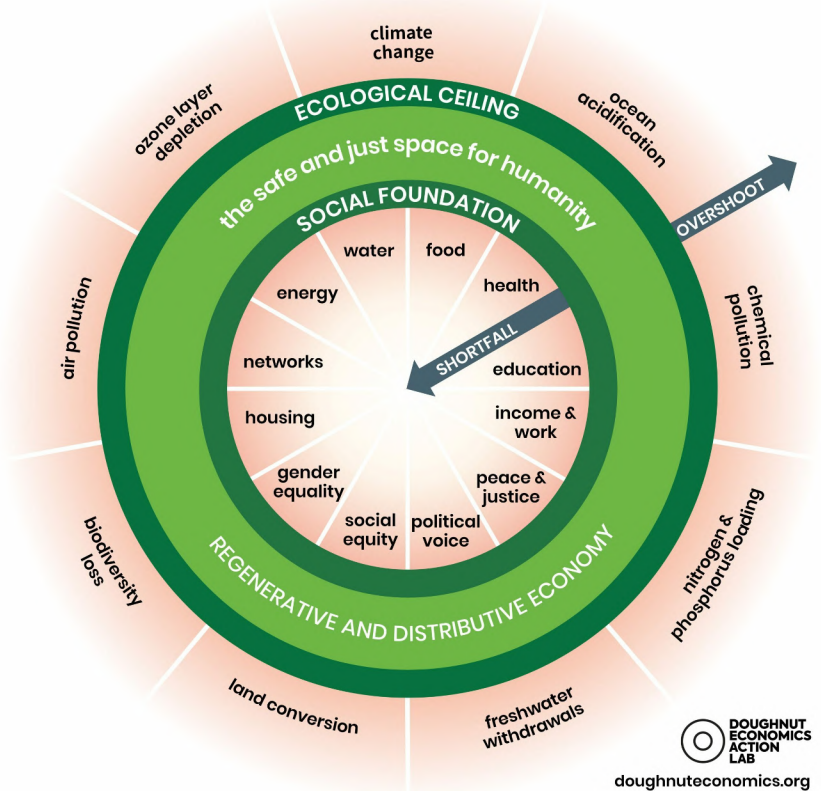 climate
change
ocean
acidification
OVERSHOOT
chemical
pollution
nitrogen &
phosphorus loading
freshwater
withdrawals
land conversion
biodiversity
loss
air pollution
ozone layer
depletion
ECOLOGICAL CEILING
the safe and just space for humanity
SOCIAL FOUNDATION
water
food
health
SHORTFALL
education
income &
work
peace &
justice
political
voice
social
equity
gender
equality
housing
networks
energy
REGENERATIVE AND DISTRIBUTIVE ECONOMY
DOUGHNUT
ECONOMICS
ACTION
LAB
doughnuteconomics.org